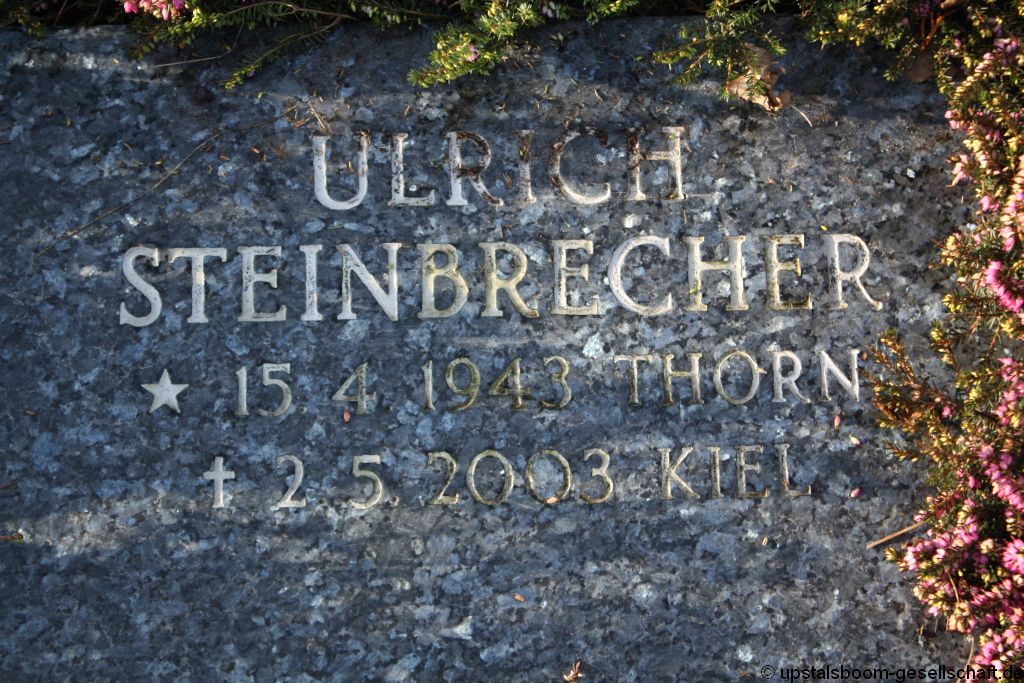 ULRICH
STEINBRECHER
★ 15. 4. 1943 THORN
✝ 2. 5. 2003 KIEL
© upstalsboom-gesellschaft.de